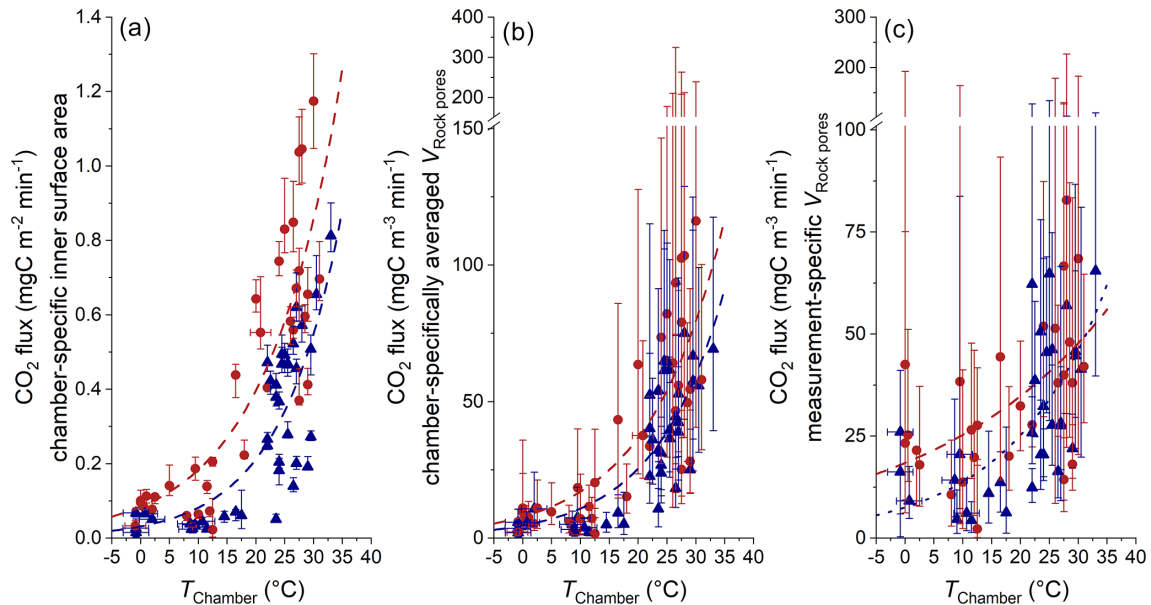 (a)
CO2 flux (mgC m-2 min-1)
chamber-specific inner surface area
1.4
1.2
1.0
0.8
0.6
0.4
0.2
0.0
-5 0 5 10 15 20 25 30 35 40
TChamber (°C)
(b)
CO2 flux (mgC m-3 min-1)
chamber-specifically averaged VRock pores
400
300
200
150
100
50
0
-5 0 5 10 15 20 25 30 35 40
TChamber (°C)
(c)
CO2 flux (mgC m-3 min-1)
measurement-specific VRock pores
300
200
100
75
50
25
0
-5 0 5 10 15 20 25 30 35 40
TChamber (°C)